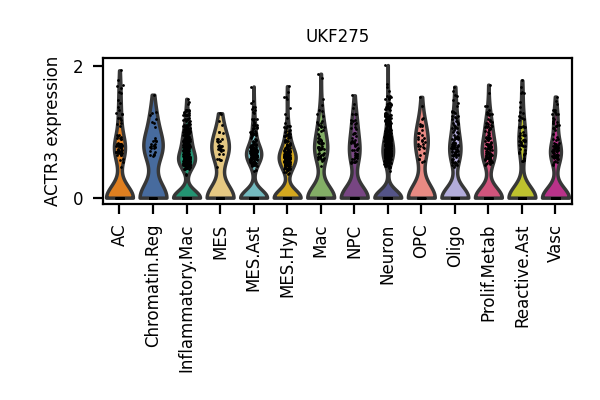 UKF275
ACTR3 expression
2
0
AC
Chromatin.Reg
Inflammatory.Mac
MES
MES.Ast
MES.Hyp
Mac
NPC
Neuron
OPC
Oligo
Prolif.Metab
Reactive.Ast
Vasc